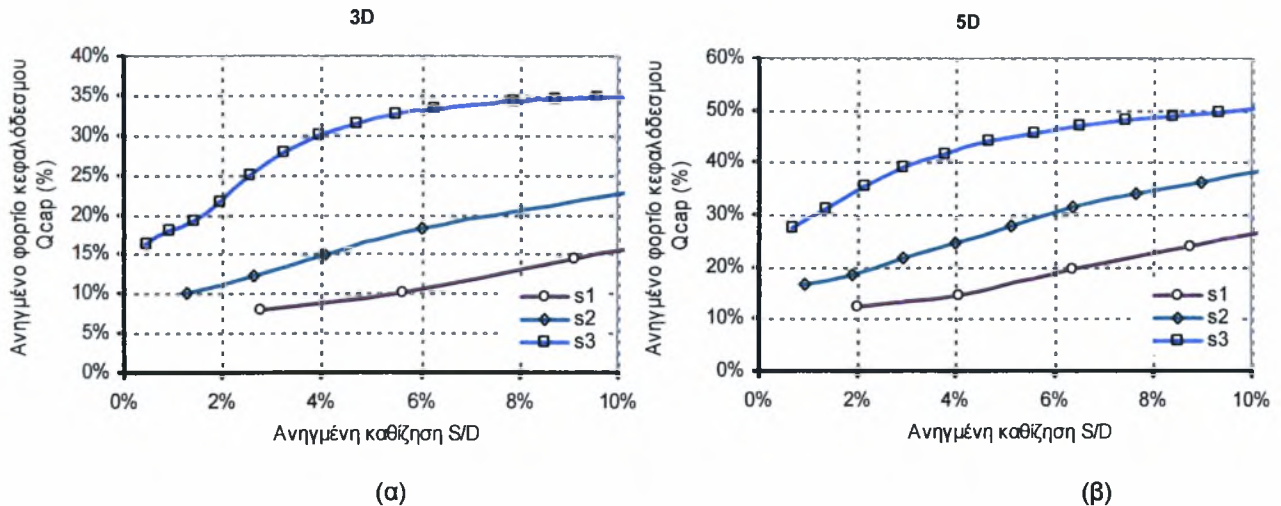 3D
Ανηγμένο φορτίο κεφαλόδεσμου
Qcap (%)
40%
35%
30%
25%
20%
15%
10%
5%
0%
0% 2% 4% 6% 8% 10%
s1
s2
s3
Ανηγμένη καθίζηση S/D
(α)
5D
Ανηγμένο φορτίο κεφαλόδεσμου
Qcap (%)
60%
50%
40%
30%
20%
10%
0%
0% 2% 4% 6% 8% 10%
s1
s2
s3
Ανηγμένη καθίζηση S/D
(β)